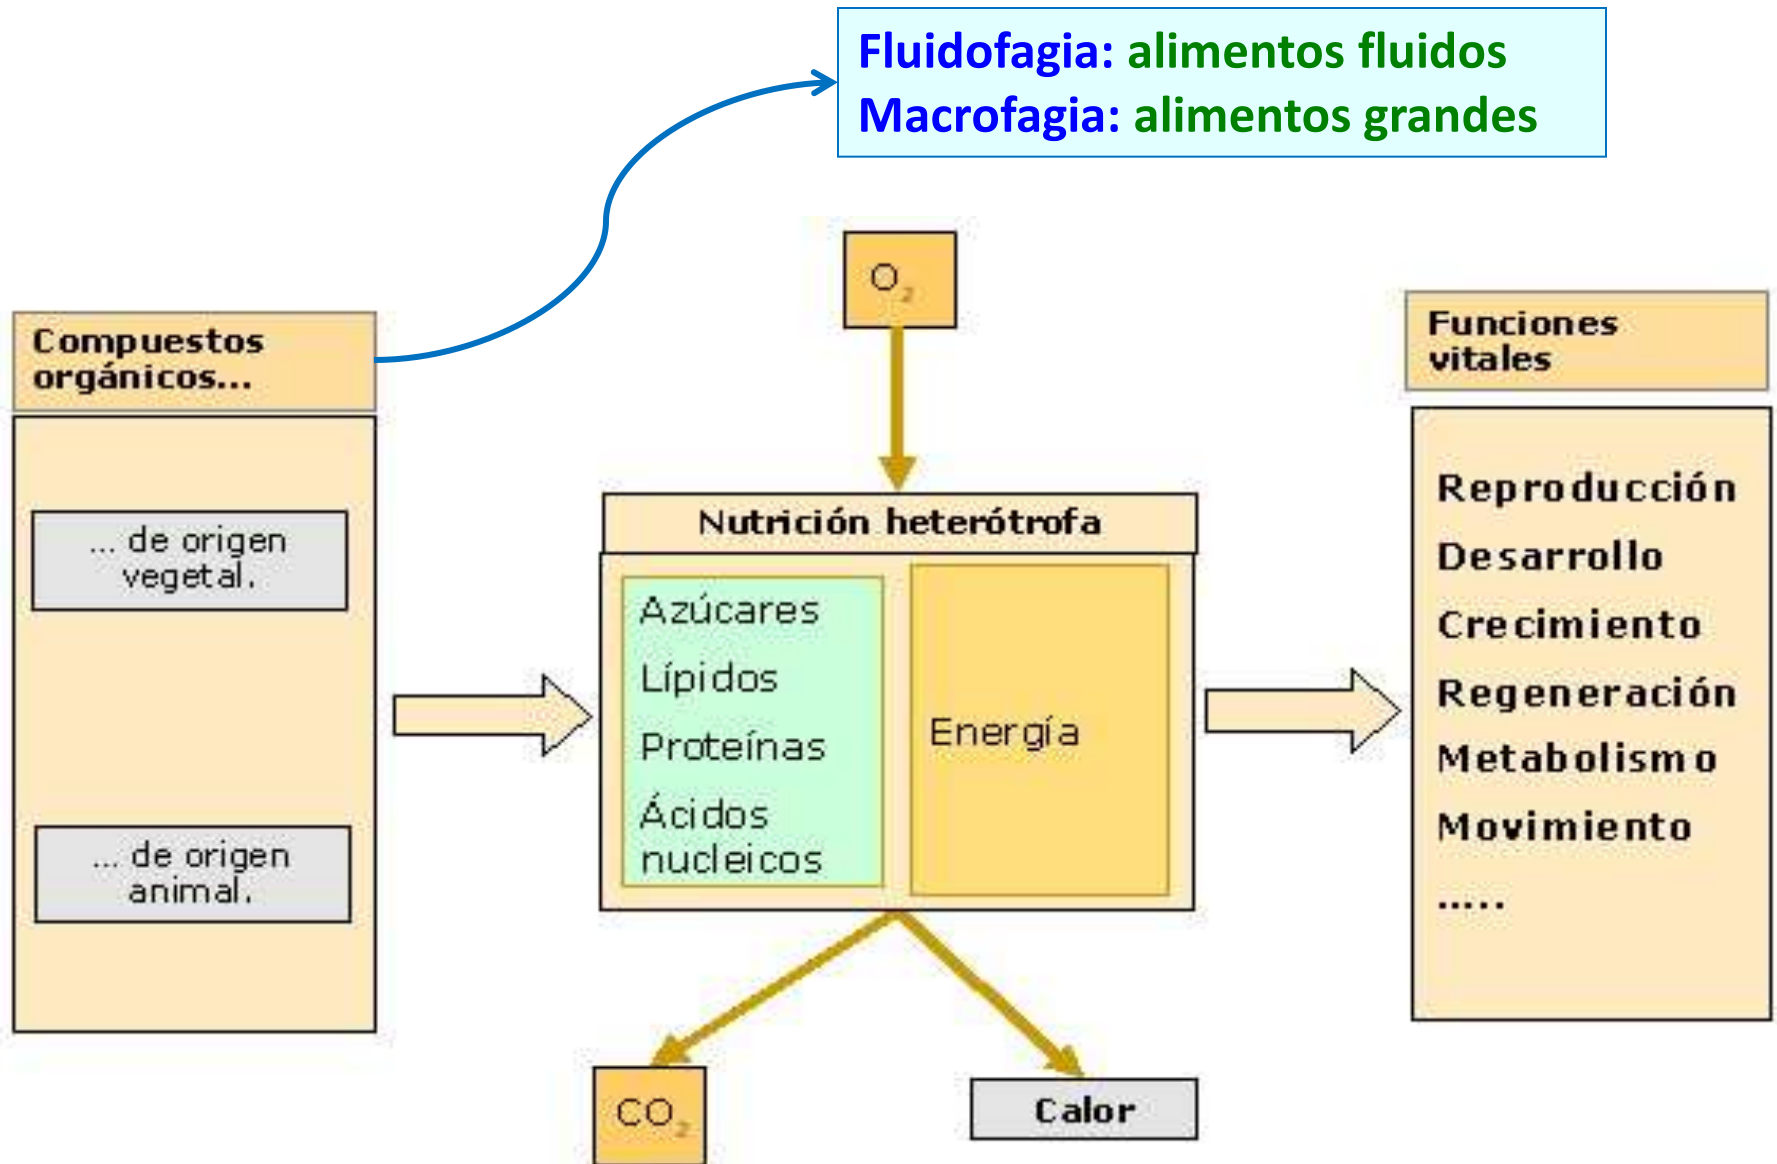 Fluidofagia: alimentos fluidos
Macrofagia: alimentos grandes
O₂
Compuestos
orgánicos...
... de origen
vegetal.
... de origen
animal.
Nutrición heterótrofa
Azúcares
Lípidos
Proteínas
Ácidos
nucleicos
Energía
CO₂
Calor
Funciones
vitales
Reproducción
Desarrollo
Crecimiento
Regeneración
Metabolismo
Movimiento
.....